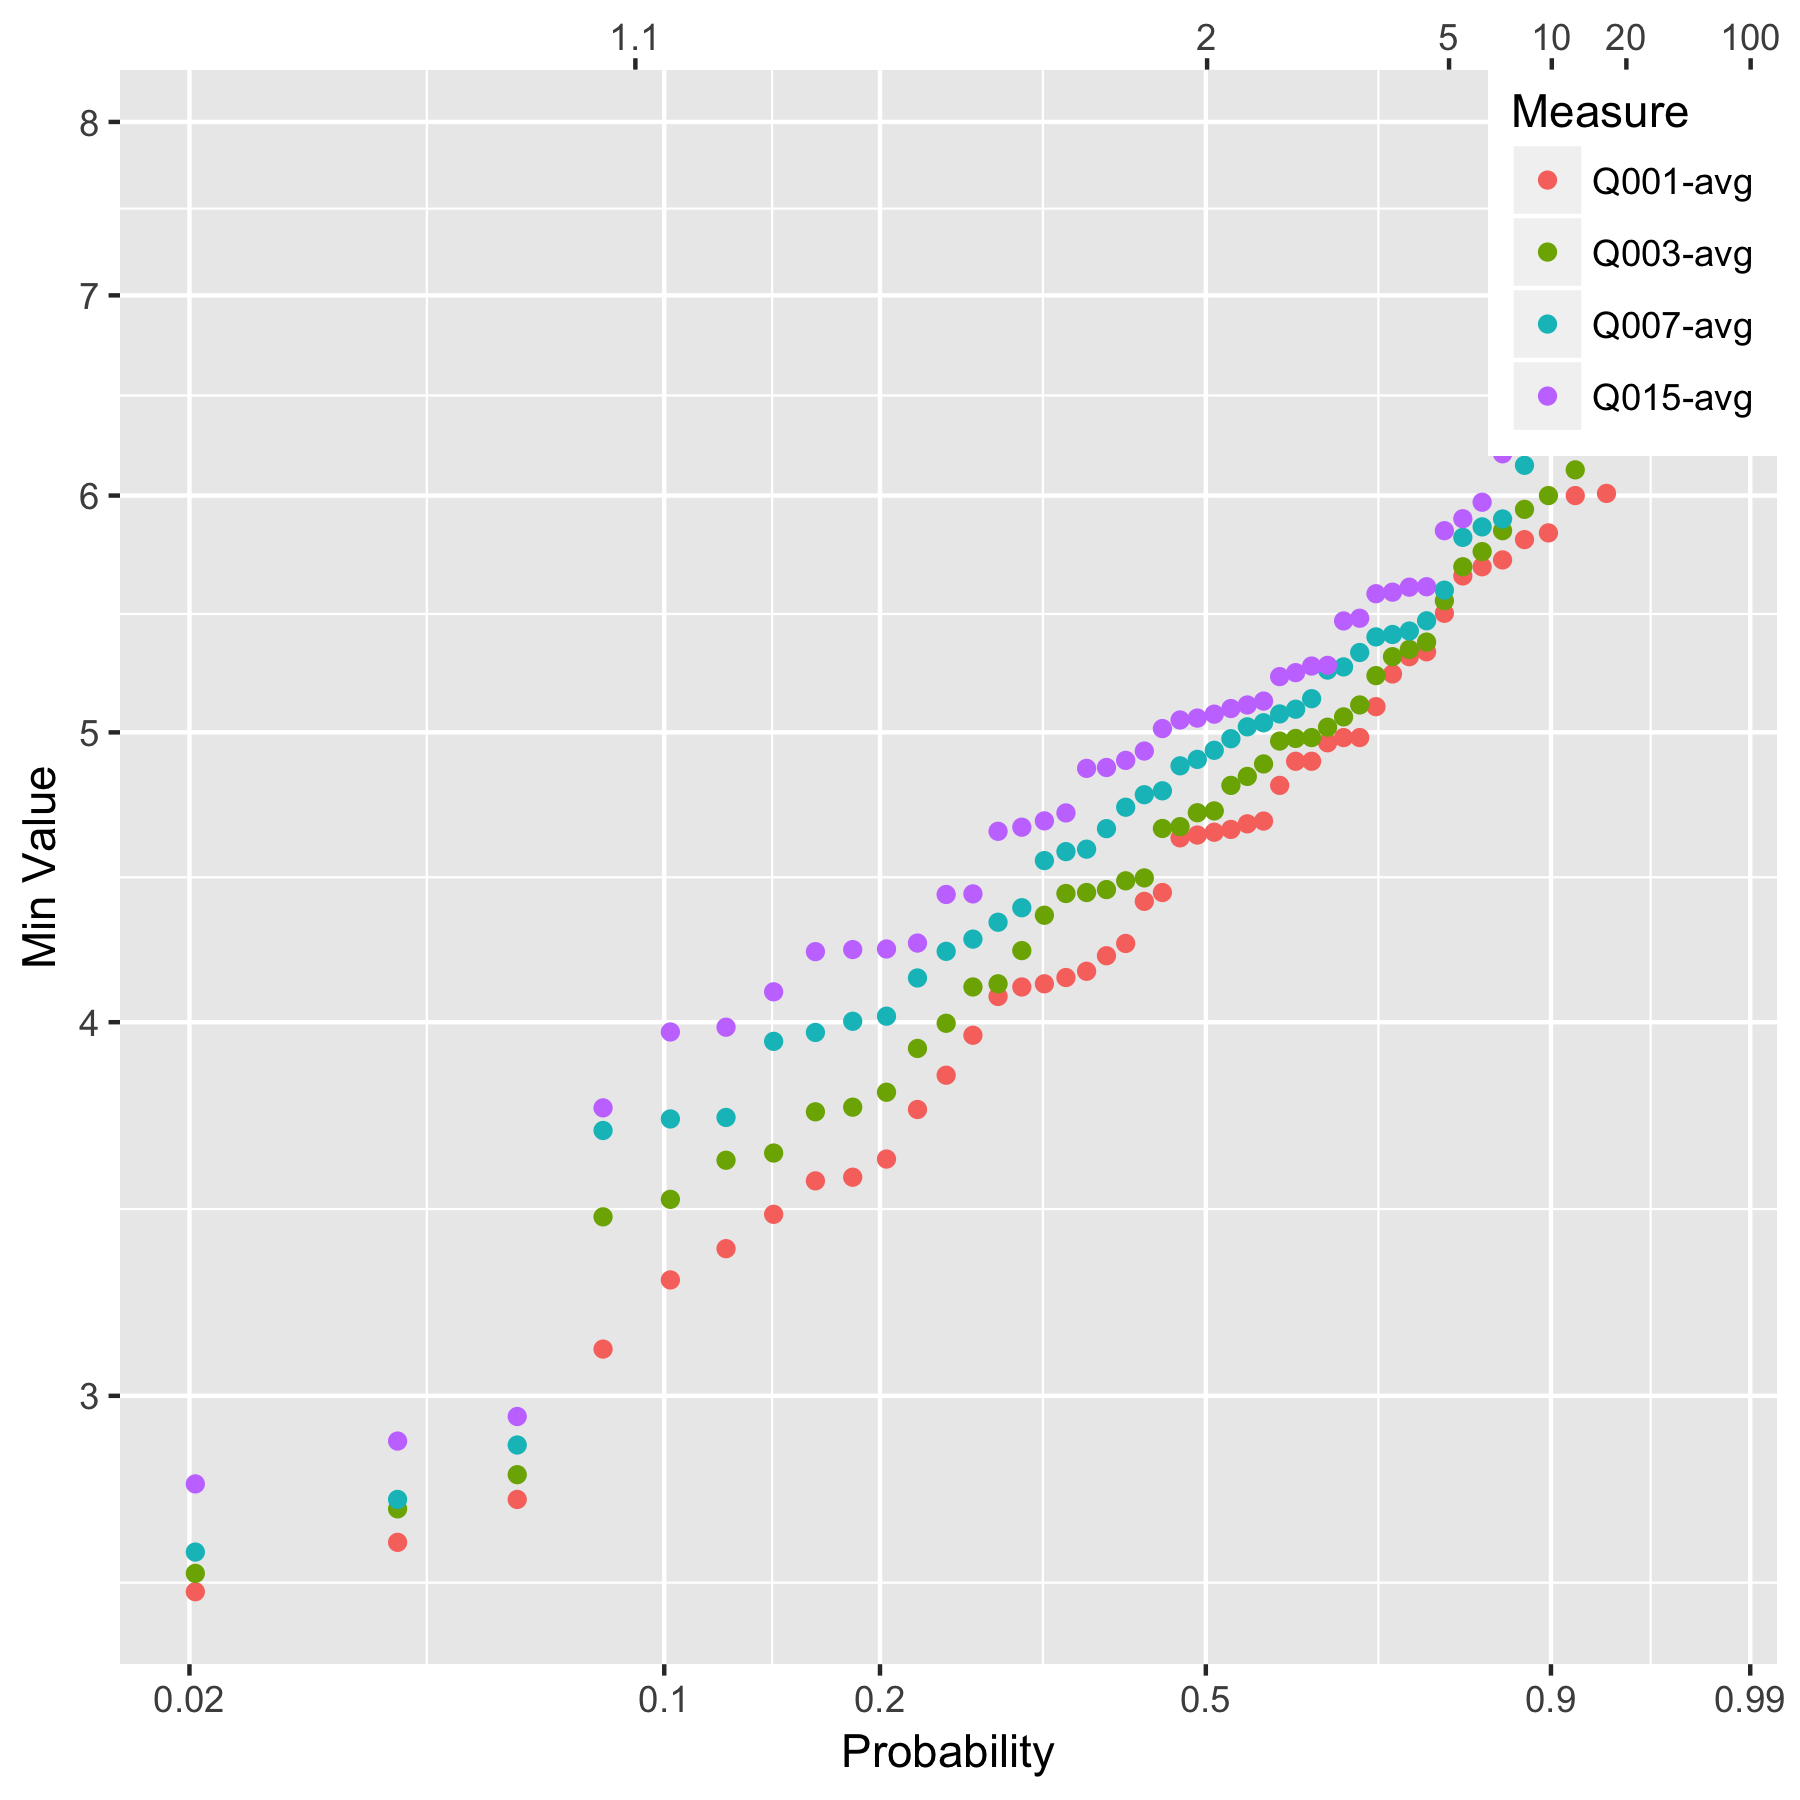 1.1 2 5 10 20 100
Measure
Q001-avg
Q003-avg
Q007-avg
Q015-avg
8
7
6
5
4
3
Min Value
0.02 0.1 0.2 0.5 0.9 0.99
Probability